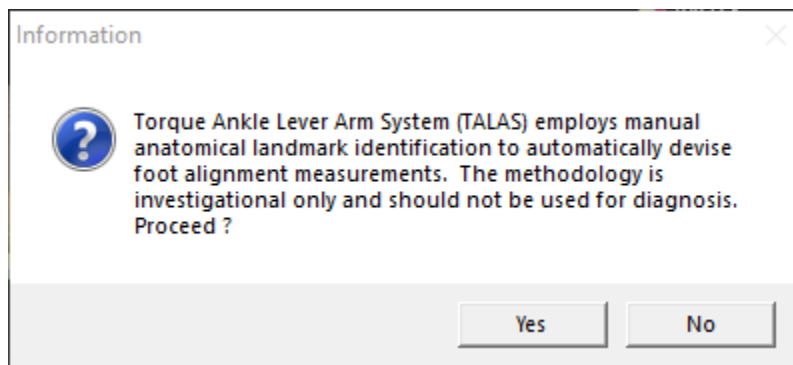 Information
Torque Ankle Lever Arm System (TALAS) employs manual
anatomical landmark identification to automatically devise
foot alignment measurements.  The methodology is
investigational only and should not be used for diagnosis.
Proceed ?
Yes
No